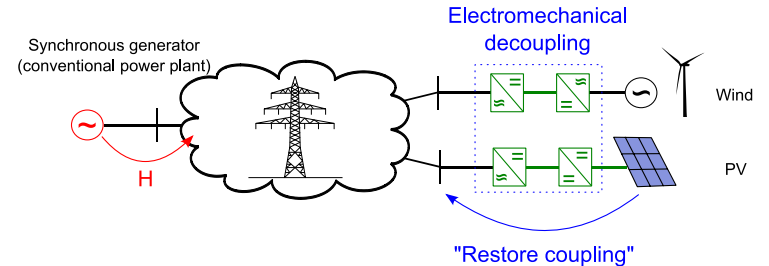 Electromechanical
decoupling
Synchronous generator
(conventional power plant)
Wind
H
PV
"Restore coupling"